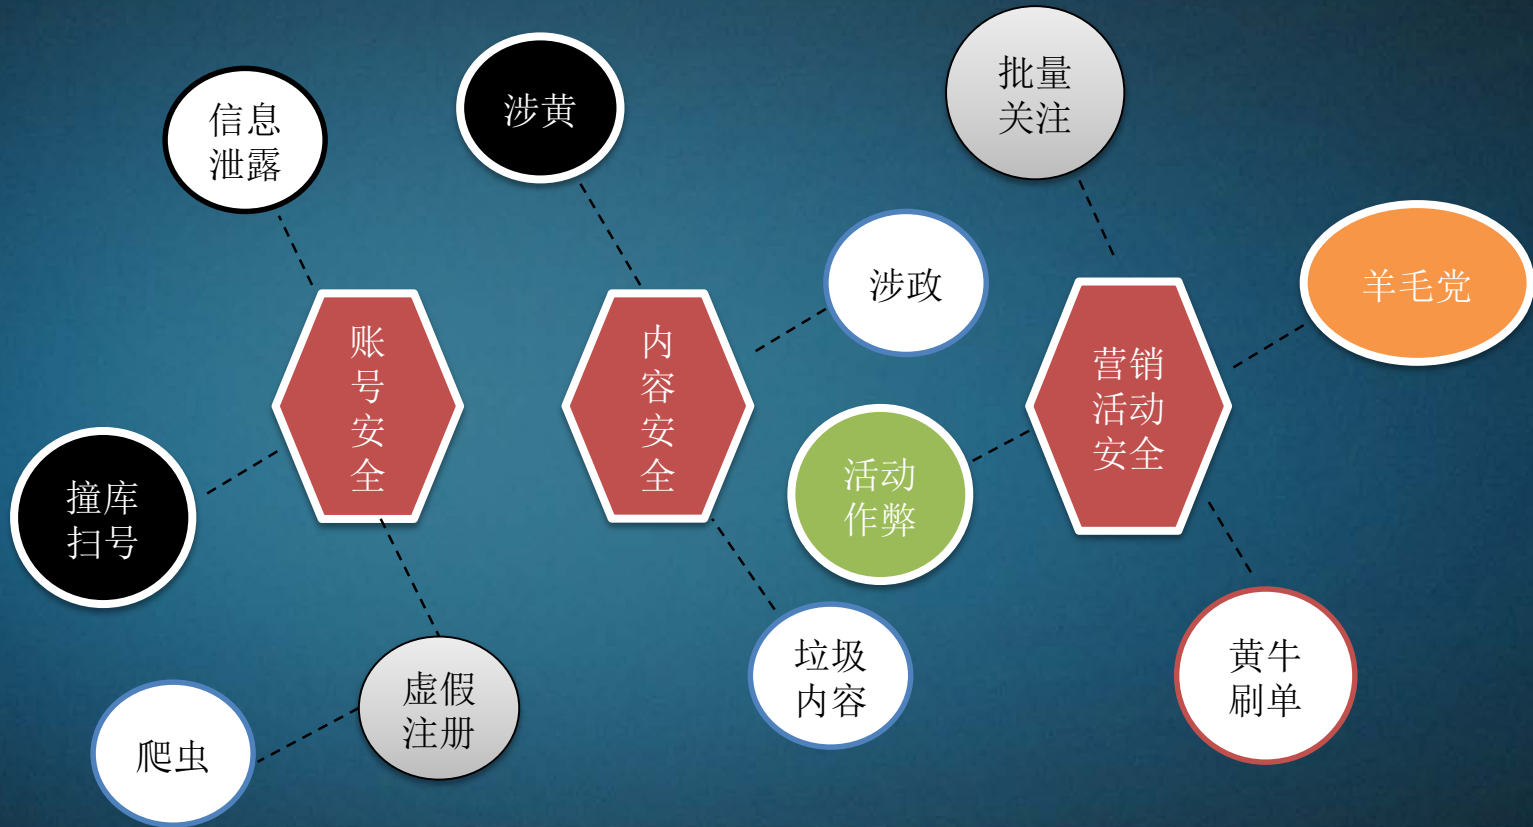 批量
关注
涉黄
信息
泄露
涉政
羊毛党
账
号
安
全
内
容
安
全
营销
活动
安全
活动
作弊
撞库
扫号
垃圾
内容
黄牛
刷单
虚假
注册
爬虫